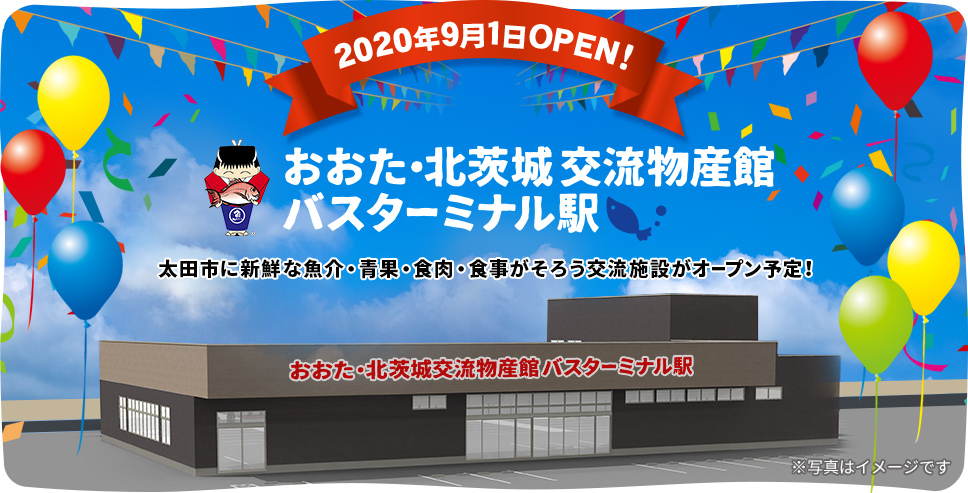 2020年9月1日OPEN!
おおた・北茨城 交流物産館
バスターミナル駅
太田市に新鮮な魚介・青果・食肉・食事がそろう交流施設がオープン予定!
おおた・北茨城交流物産館 バスターミナル駅
※写真はイメージです